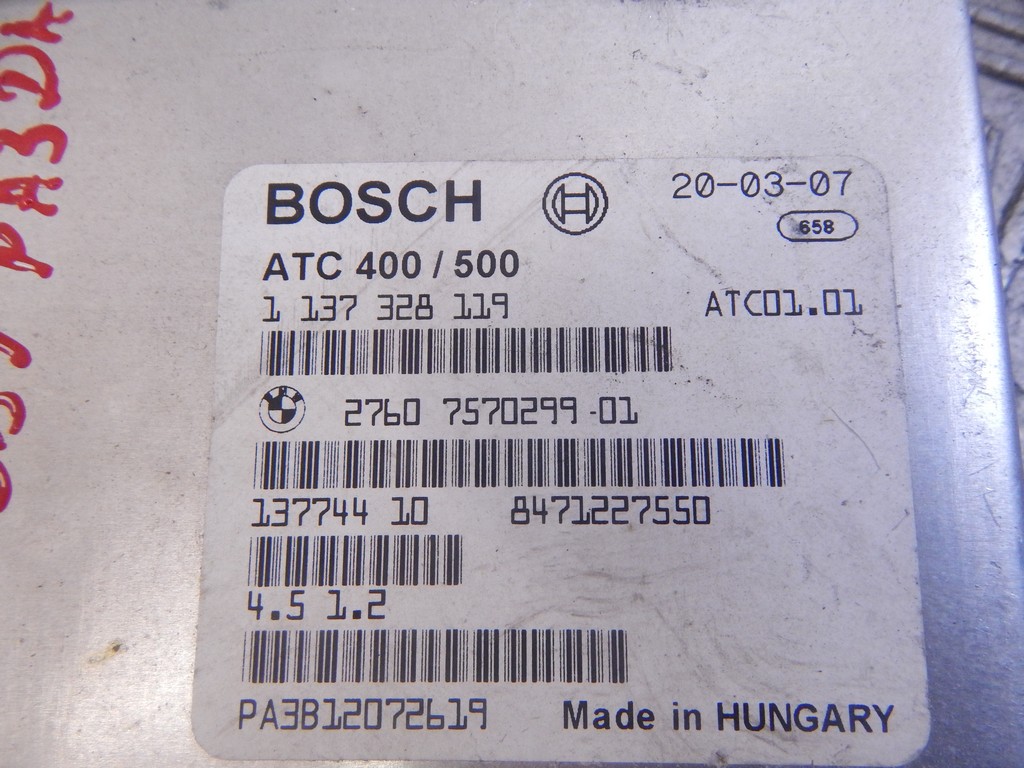 BOSCH 20-03-07
658
ATC 400 / 500
1 137 328 119 ATC01.01
2760 7570299-01
137744 10 8471227550
4.5 1.2
PA3B12072619 Made in HUNGARY